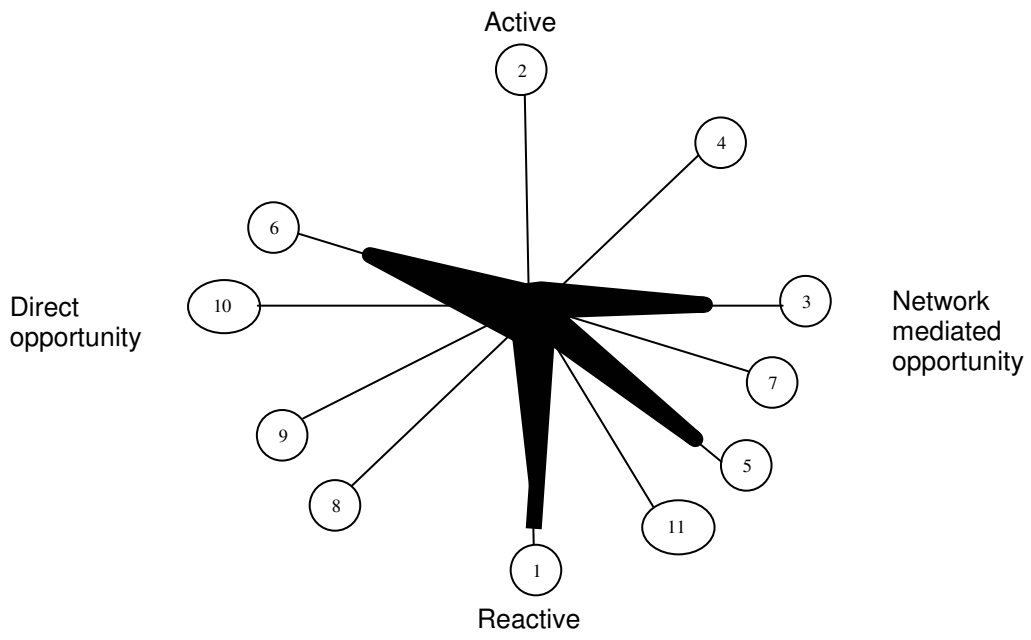 Active
2
4
6
10
3
Direct
opportunity
Network
mediated
opportunity
7
9
5
8
11
1
Reactive